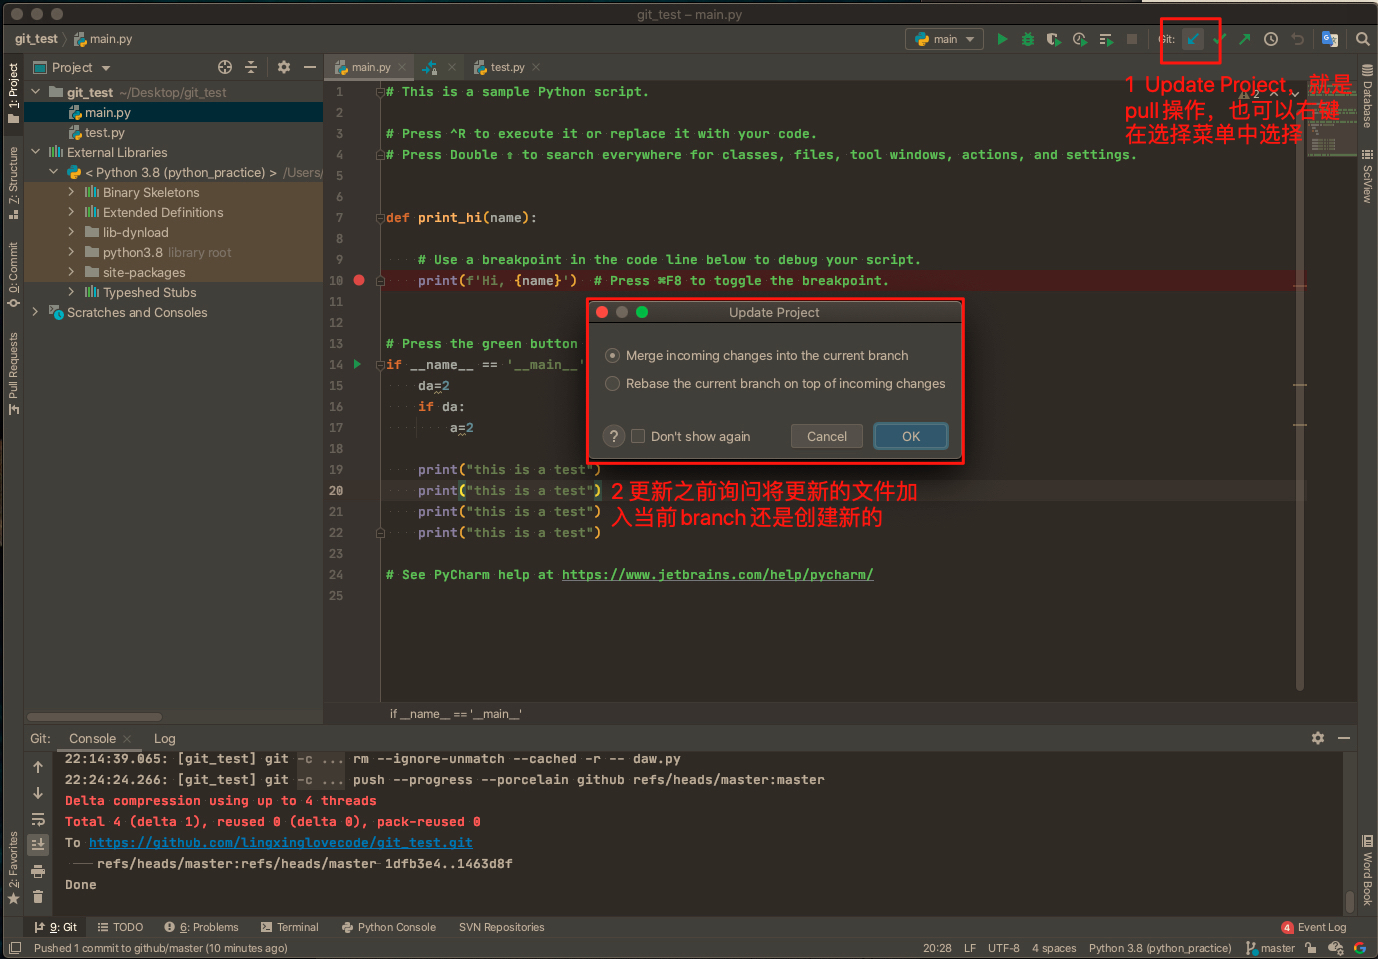 git_test – main.py
git_test main.py
main
Git:
Project
main.py
test.py
1: Project
7: Structure
0: Commit
Pull Requests
2: Favorites
git_test ~/Desktop/git_test
main.py
test.py
External Libraries
< Python 3.8 (python_practice) > /Users/
Binary Skeletons
Extended Definitions
lib-dynload
python3.8 library root
site-packages
Typeshed Stubs
Scratches and Consoles
1 # This is a sample Python script.
2
3 # Press ^R to execute it or replace it with your code.
4 # Press Double ⇧ to search everywhere for classes, files, tool windows, actions, and settings.
5
6
7 def print_hi(name):
8
9 # Use a breakpoint in the code line below to debug your script.
10 print(f'Hi, {name}') # Press ⌘F8 to toggle the breakpoint.
11
12
13 # Press the green button
14 if __name__ == '__main__'
15 da=2
16 if da:
17 a=2
18
19 print("this is a test")
20 print("this is a test")
21 print("this is a test")
22 print("this is a test")
23
24 # See PyCharm help at https://www.jetbrains.com/help/pycharm/
25
2
1 Update Project，就是
pull操作，也可以右键
在选择菜单中选择
Update Project
Merge incoming changes into the current branch
Rebase the current branch on top of incoming changes
? Don't show again Cancel OK
2 更新之前询问将更新的文件加
入当前branch还是创建新的
Database
SciView
Word Book
if __name__ == '__main__'
Git: Console Log
22:14:39.065: [git_test] git -c ... rm --ignore-unmatch --cached -r -- daw.py
22:24:24.266: [git_test] git -c ... push --progress --porcelain github refs/heads/master:master
Delta compression using up to 4 threads
Total 4 (delta 1), reused 0 (delta 0), pack-reused 0
To https://github.com/lingxinglovecode/git_test.git
refs/heads/master:refs/heads/master 1dfb3e4..1463d8f
Done
9: Git TODO 6: Problems Terminal Python Console SVN Repositories 4 Event Log
Pushed 1 commit to github/master (10 minutes ago) 20:28 LF UTF-8 4 spaces Python 3.8 (python_practice) master